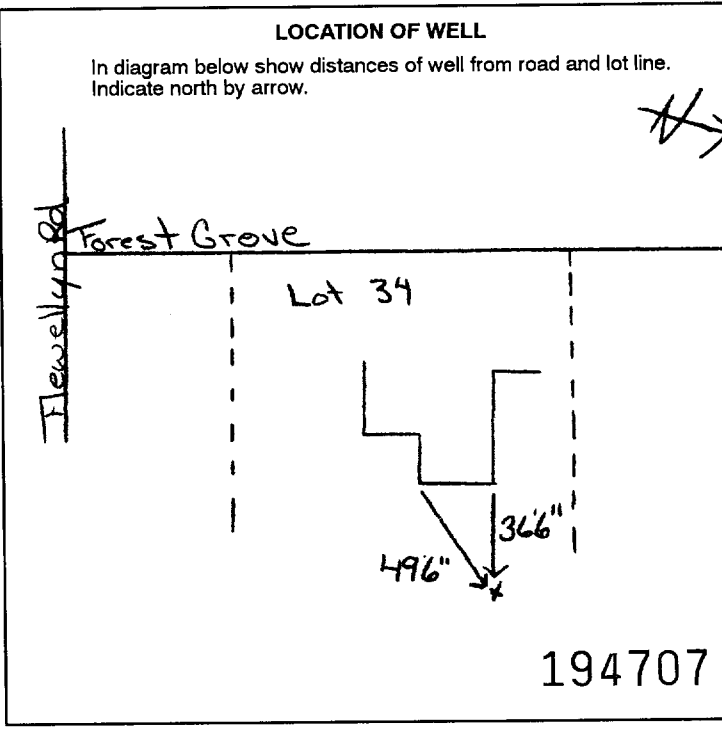 LOCATION OF WELL
In diagram below show distances of well from road and lot line.
Indicate north by arrow.
N
Flewellyn Rd
Forest Grove
Lot 34
36'6"
49'6"
194707